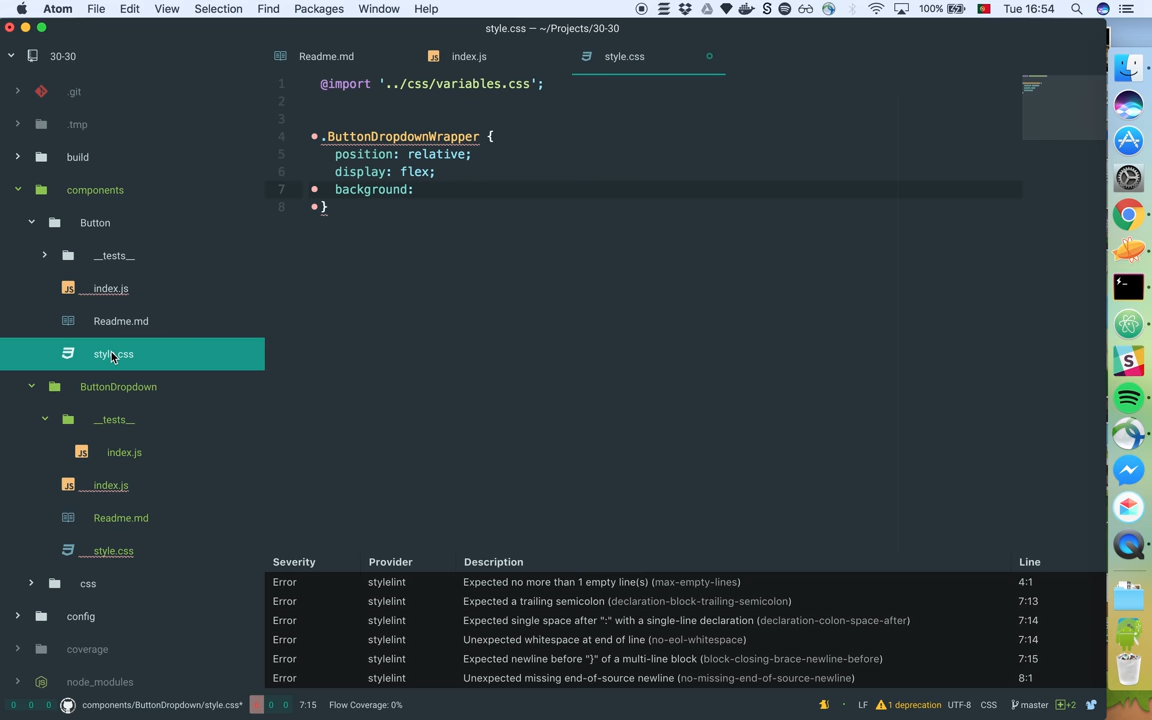 Atom File Edit View Selection Find Packages Window Help 100% Tue 16:54
style.css — ~/Projects/30-30
30-30
Readme.md index.js style.css
.git
.tmp
build
components
Button
__tests__
index.js
Readme.md
style.css
ButtonDropdown
__tests__
index.js
index.js
Readme.md
style.css
css
config
coverage
node_modules
1 @import '../css/variables.css';
2
3
4 .ButtonDropdownWrapper {
5 position: relative;
6 display: flex;
7 background:
8 }
Severity Provider Description Line
Error stylelint Expected no more than 1 empty line(s) (max-empty-lines) 4:1
Error stylelint Expected a trailing semicolon (declaration-block-trailing-semicolon) 7:13
Error stylelint Expected single space after ":" with a single-line declaration (declaration-colon-space-after) 7:14
Error stylelint Unexpected whitespace at end of line (no-eol-whitespace) 7:14
Error stylelint Expected newline before "}" of a multi-line block (block-closing-brace-newline-before) 7:15
Error stylelint Unexpected missing end-of-source newline (no-missing-end-of-source-newline) 8:1
0 0 0 components/ButtonDropdown/style.css* 0 0 7:15 Flow Coverage: 0% LF 1 deprecation UTF-8 CSS master +2